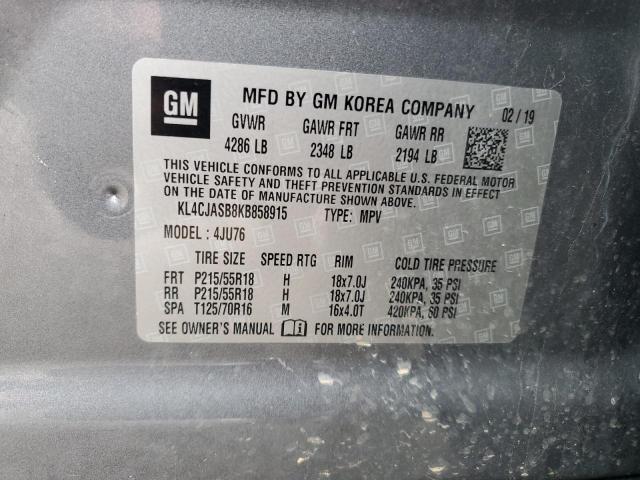 GM MFD BY GM KOREA COMPANY 02/19
GVWR GAWR FRT GAWR RR
4286 LB 2348 LB 2194 LB
THIS VEHICLE CONFORMS TO ALL APPLICABLE U.S. FEDERAL MOTOR
VEHICLE SAFETY AND THEFT PREVENTION STANDARDS IN EFFECT
ON THE DATE OF MANUFACTURE SHOWN ABOVE.
KL4CJASB8KB858915 TYPE: MPV
MODEL: 4JU76
TIRE SIZE SPEED RTG RIM COLD TIRE PRESSURE
FRT P215/55R18 H 18x7.0J 240KPA, 35 PSI
RR P215/55R18 H 18x7.0J 240KPA, 35 PSI
SPA T125/70R16 M 16x4.0T 420KPA, 60 PSI
SEE OWNER'S MANUAL FOR MORE INFORMATION.